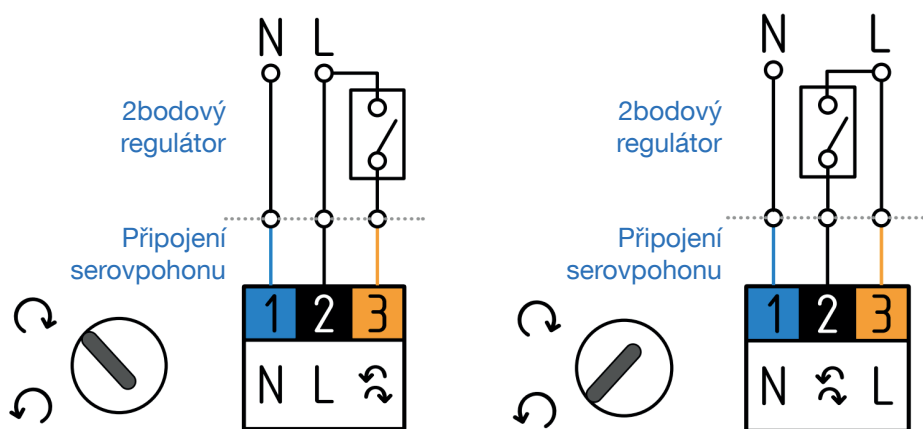 N L
2bodový
regulátor
Připojení
serovpohonu
1 2 3
N L
N L
2bodový
regulátor
Připojení
serovpohonu
1 2 3
N L